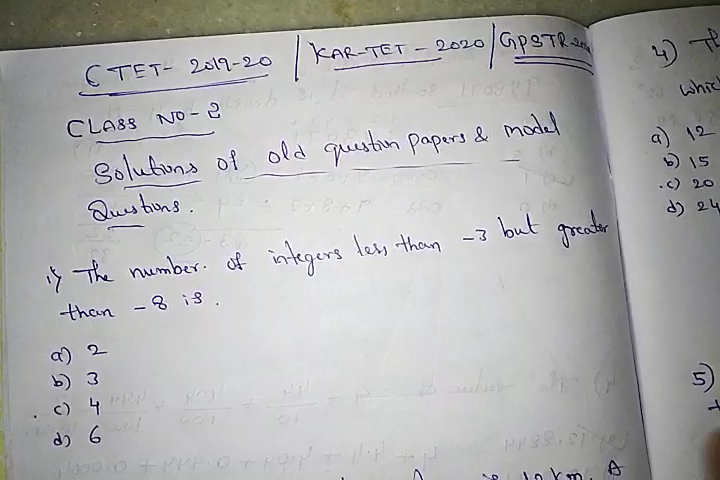 CTET- 2019-20 / KAR-TET - 2020 / GPSTR-20
CLASS NO - 2
Solutions of old question papers & model
Questions.
1) The number of integers less than -3 but greater
than -8 is.
a) 2
b) 3
.c) 4
d) 6
4)
which
a) 12
b) 15
.c) 20
d) 24
5)